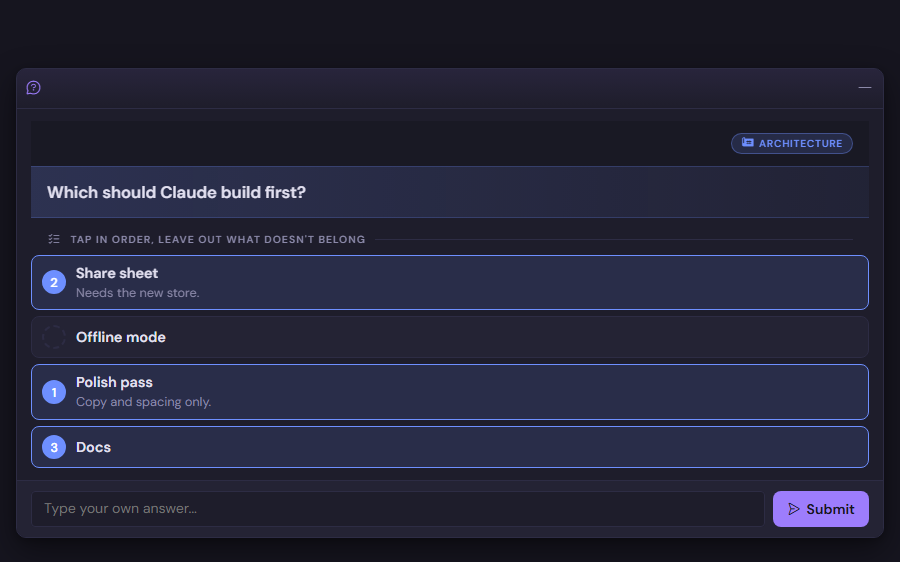 ARCHITECTURE
Which should Claude build first?
TAP IN ORDER, LEAVE OUT WHAT DOESN'T BELONG
2
Share sheet
Needs the new store.
Offline mode
1
Polish pass
Copy and spacing only.
3
Docs
Type your own answer...
Submit